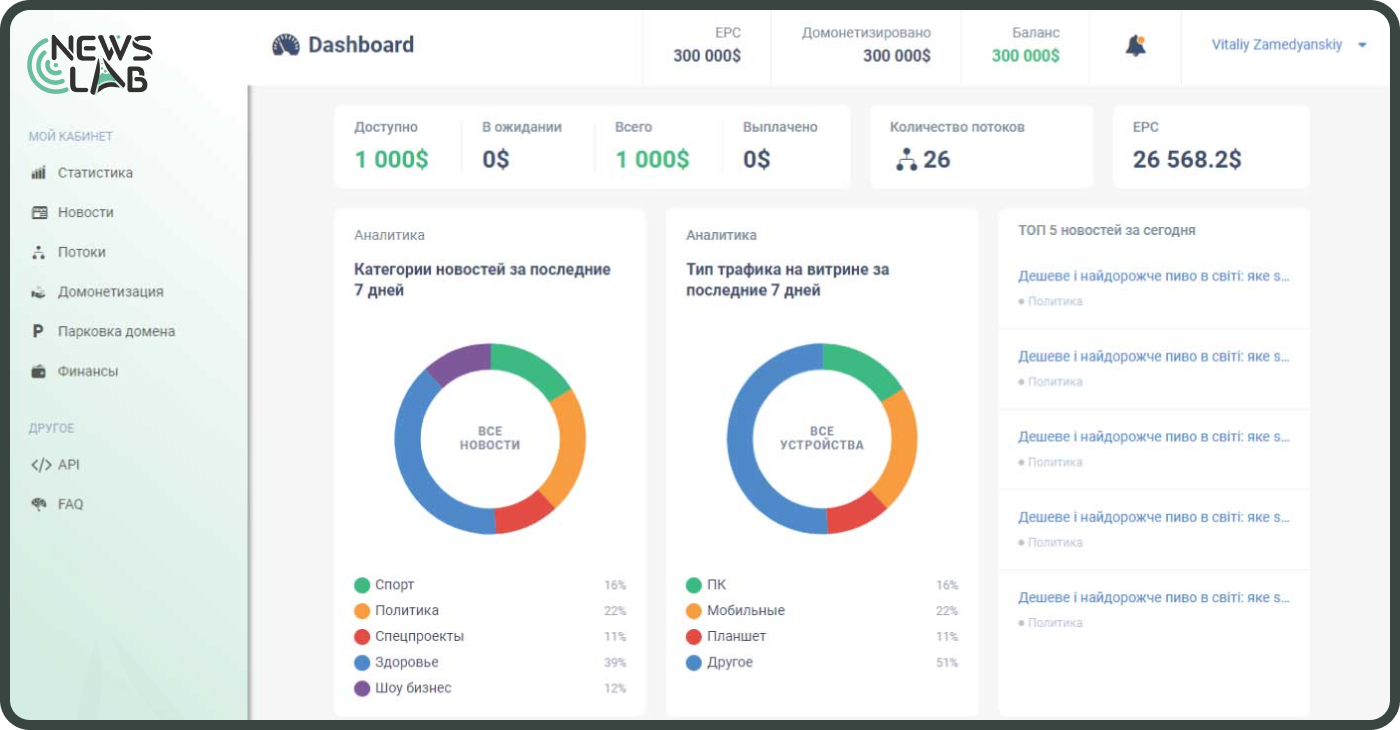 NEWS
LAB
Dashboard
EPC
300 000$
Домонетизировано
300 000$
Баланс
300 000$
Vitaliy Zamedyanskiy
МОЙ КАБИНЕТ
Статистика
Новости
Потоки
Домонетизация
P Парковка домена
Финансы
ДРУГОЕ
</> API
FAQ
Доступно
1 000$
В ожидании
0$
Всего
1 000$
Выплачено
0$
Количество потоков
26
EPC
26 568.2$
Аналитика
Категории новостей за последние
7 дней
ВСЕ
НОВОСТИ
Спорт 16%
Политика 22%
Спецпроекты 11%
Здоровье 39%
Шоу бизнес 12%
Аналитика
Тип трафика на витрине за
последние 7 дней
ВСЕ
УСТРОЙСТВА
ПК 16%
Мобильные 22%
Планшет 11%
Другое 51%
ТОП 5 новостей за сегодня
Дешеве і найдорожче пиво в світі: яке s...
Политика
Дешеве і найдорожче пиво в світі: яке s...
Политика
Дешеве і найдорожче пиво в світі: яке s...
Политика
Дешеве і найдорожче пиво в світі: яке s...
Политика
Дешеве і найдорожче пиво в світі: яке s...
Политика